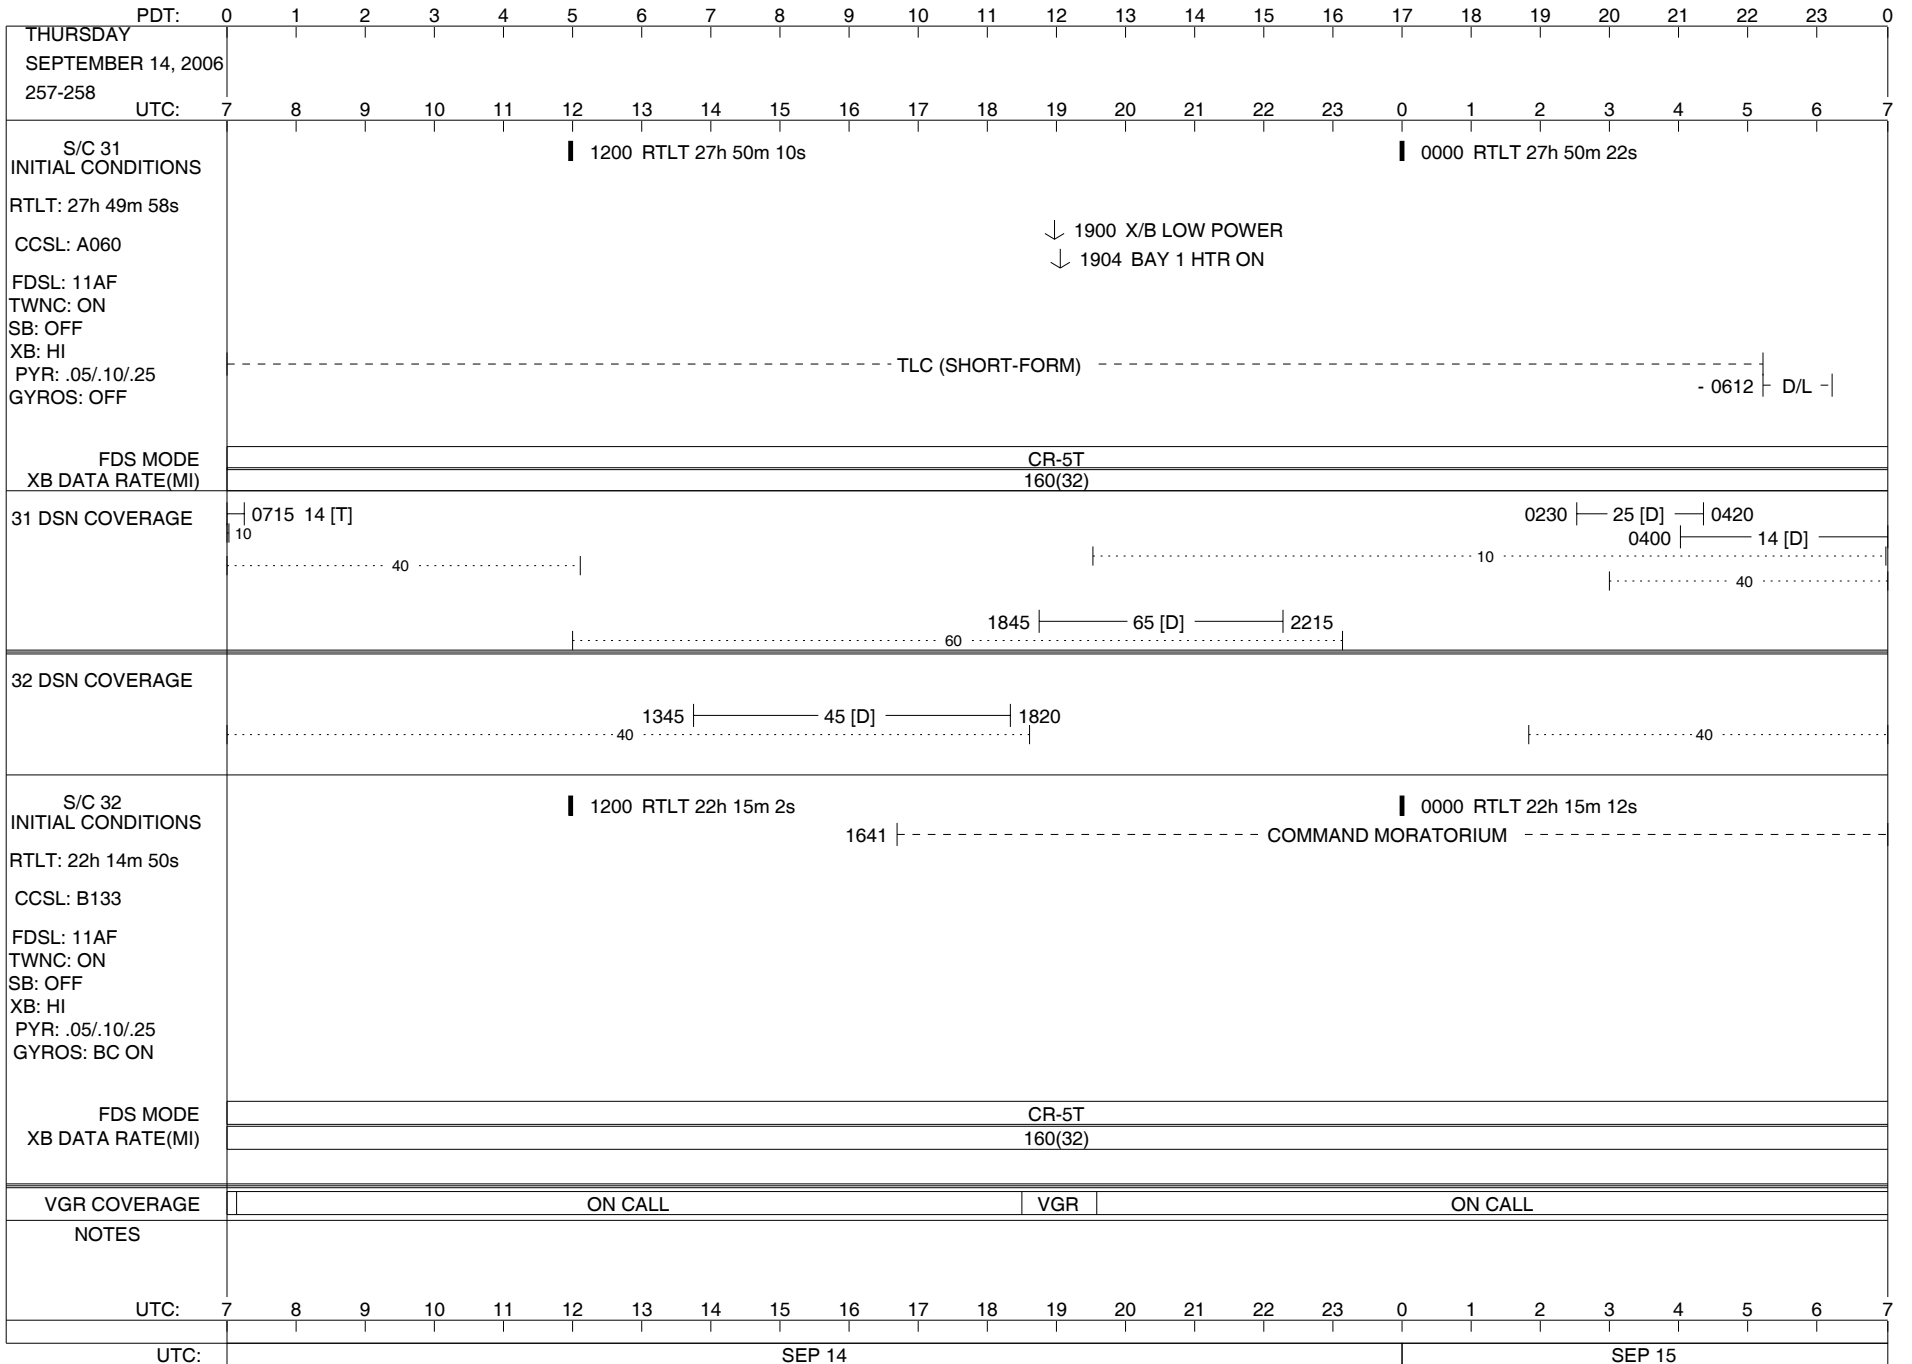 PDT: 0 1 2 3 4 5 6 7 8 9 10 11 12 13 14 15 16 17 18 19 20 21 22 23 0
THURSDAY
SEPTEMBER 14, 2006
257-258
UTC: 7 8 9 10 11 12 13 14 15 16 17 18 19 20 21 22 23 0 1 2 3 4 5 6 7
S/C 31
INITIAL CONDITIONS
1200 RTLT 27h 50m 10s
0000 RTLT 27h 50m 22s
RTLT: 27h 49m 58s
1900 X/B LOW POWER
CCSL: A060
1904 BAY 1 HTR ON
FDSL: 11AF
TWNC: ON
SB: OFF
XB: HI
TLC (SHORT-FORM)
PYR: .05/.10/.25
- 0612 D/L
GYROS: OFF
FDS MODE CR-5T
XB DATA RATE(MI) 160(32)
31 DSN COVERAGE
0715 14 [T]
0230 25 [D] 0420
10
0400 14 [D]
10
40
40
1845 65 [D] 2215
60
32 DSN COVERAGE
1345 45 [D] 1820
40
40
S/C 32
INITIAL CONDITIONS
1200 RTLT 22h 15m 2s
0000 RTLT 22h 15m 12s
1641 COMMAND MORATORIUM
RTLT: 22h 14m 50s
CCSL: B133
FDSL: 11AF
TWNC: ON
SB: OFF
XB: HI
PYR: .05/.10/.25
GYROS: BC ON
FDS MODE CR-5T
XB DATA RATE(MI) 160(32)
VGR COVERAGE ON CALL VGR ON CALL
NOTES
UTC: 7 8 9 10 11 12 13 14 15 16 17 18 19 20 21 22 23 0 1 2 3 4 5 6 7
UTC: SEP 14 SEP 15